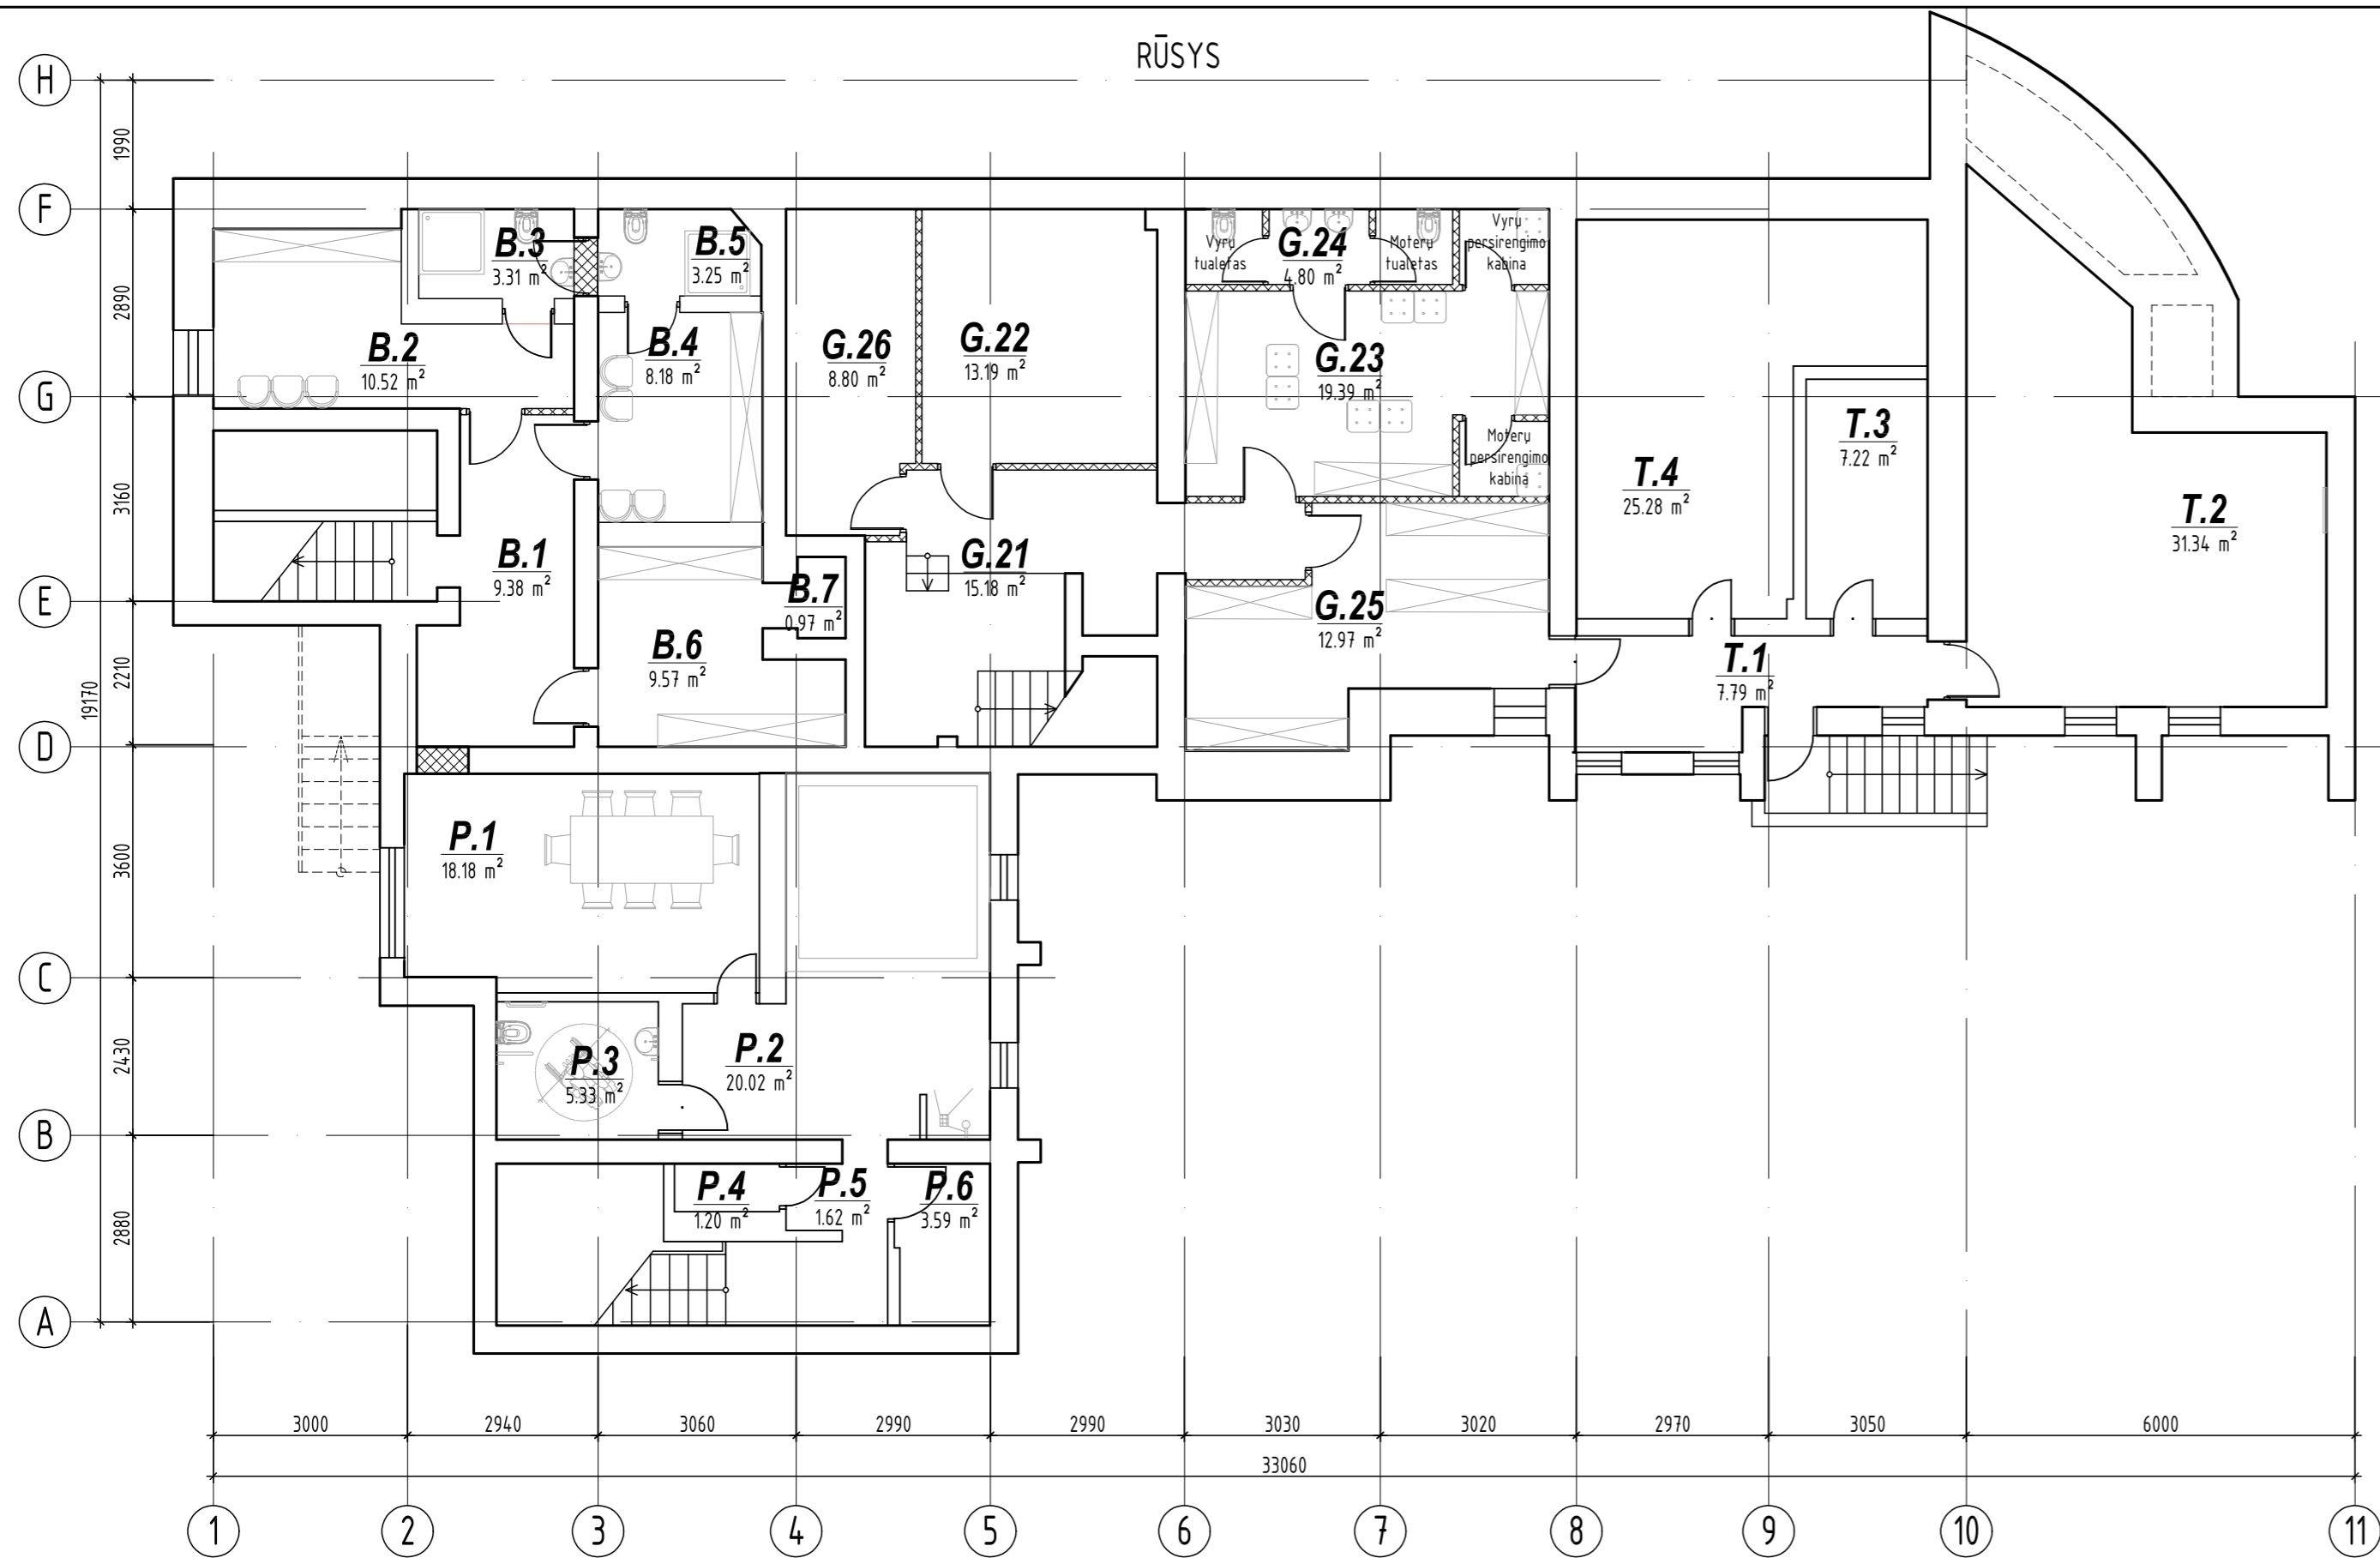 RŪSYS
H
F
G
E
D
C
B
A
1990
2890
3160
2210
3600
2430
2880
19170
B.3
3.31 m²
B.5
3.25 m²
B.2
10.52 m²
B.4
8.18 m²
G.26
8.80 m²
G.22
13.19 m²
Vyrų
tualetas
G.24
4.80 m²
Moterų
tualetas
Vyrų
persirengimo
kabina
G.23
19.39 m²
Moterų
persirengimo
kabina
T.4
25.28 m²
T.3
7.22 m²
T.2
31.34 m²
B.1
9.38 m²
B.7
0.97 m²
G.21
15.18 m²
G.25
12.97 m²
B.6
9.57 m²
T.1
7.79 m²
P.1
18.18 m²
P.3
5.33 m²
P.2
20.02 m²
P.4
1.20 m²
P.5
1.62 m²
P.6
3.59 m²
3000 2940 3060 2990 2990 3030 3020 2970 3050 6000
33060
1 2 3 4 5 6 7 8 9 10 11